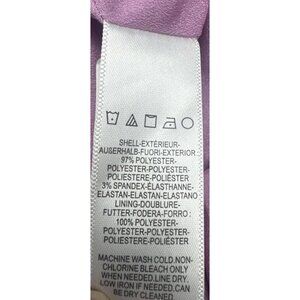 SHELL-EXTÉRIEUR-
AUßERHALB-FUORI-EXTERIOR
97% POLYESTER-
POLYESTER-POLYESTER-
POLIESTERE-POLIÉSTER
3% SPANDEX-ÉLASTHANNE-
ELASTAN-ELASTAN-ELASTANO
LINING-DOUBLURE-
FUTTER-FODERA-FORRO :
100% POLYESTER-
POLYESTER-POLYESTER-
POLIESTERE-POLIÉSTER
MACHINE WASH COLD.NON-
CHLORINE BLEACH ONLY
WHEN NEEDED.LINE DRY.
LOW IRON IF NEEDED.CAN
BE DRY CLEANED